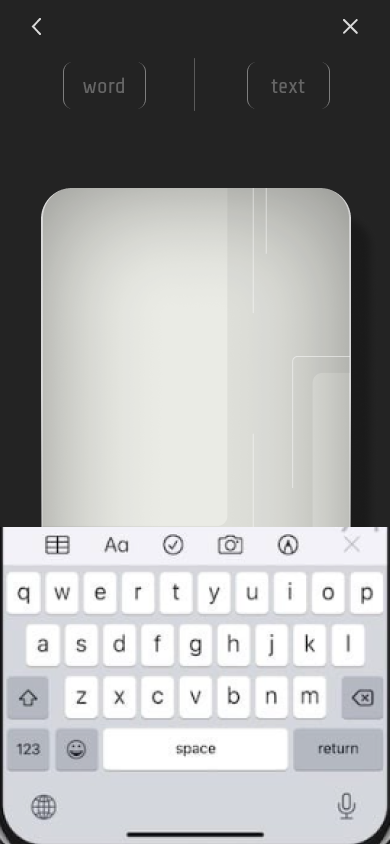 word text
Aa
q w e r t y u i o p
a s d f g h j k l
z x c v b n m
123 space return